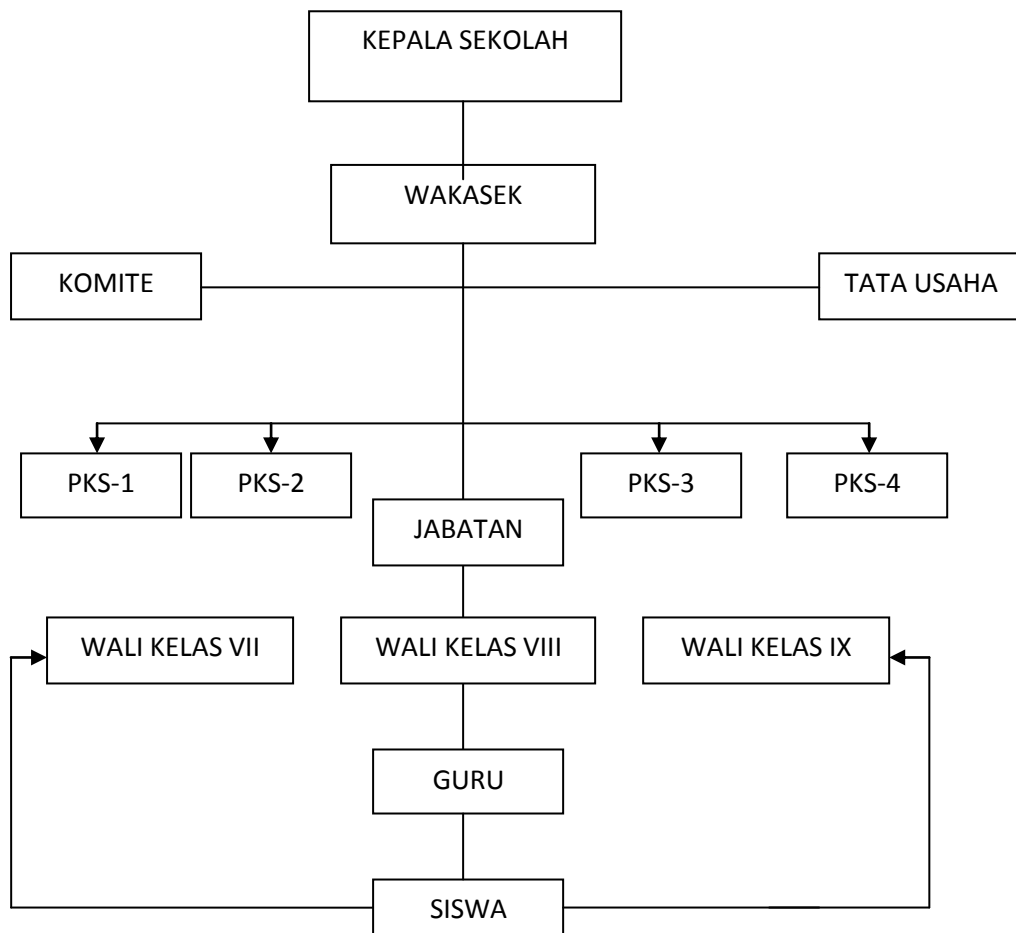 KEPALA SEKOLAH
WAKASEK
KOMITE
TATA USAHA
PKS-1
PKS-2
PKS-3
PKS-4
JABATAN
WALI KELAS VII
WALI KELAS VIII
WALI KELAS IX
GURU
SISWA